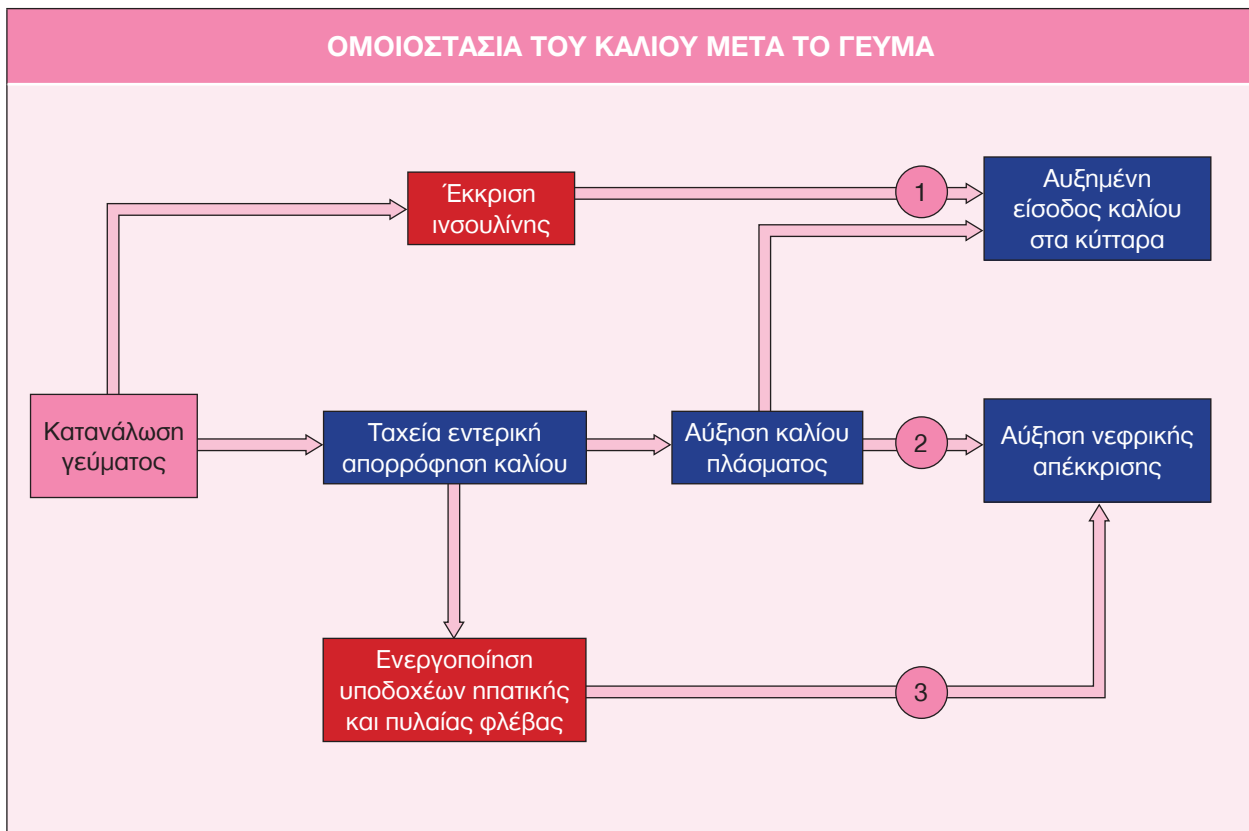 ΟΜΟΙΟΣΤΑΣΙΑ ΤΟΥ ΚΑΛΙΟΥ ΜΕΤΑ ΤΟ ΓΕΥΜΑ
Έκκριση
ινσουλίνης
1
Αυξημένη
είσοδος καλίου
στα κύτταρα
Κατανάλωση
γεύματος
Ταχεία εντερική
απορρόφηση καλίου
Αύξηση καλίου
πλάσματος
2
Αύξηση νεφρικής
απέκκρισης
Ενεργοποίηση
υποδοχέων ηπατικής
και πυλαίας φλέβας
3